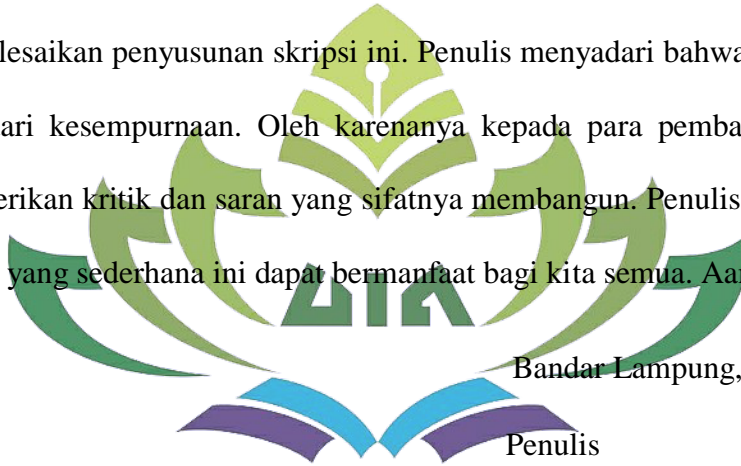 lesaikan penyusunan skripsi ini. Penulis menyadari bahwa
ari kesempurnaan. Oleh karenanya kepada para pemba
erikan kritik dan saran yang sifatnya membangun. Penulis
yang sederhana ini dapat bermanfaat bagi kita semua. Aa
UIN
Bandar Lampung,
Penulis